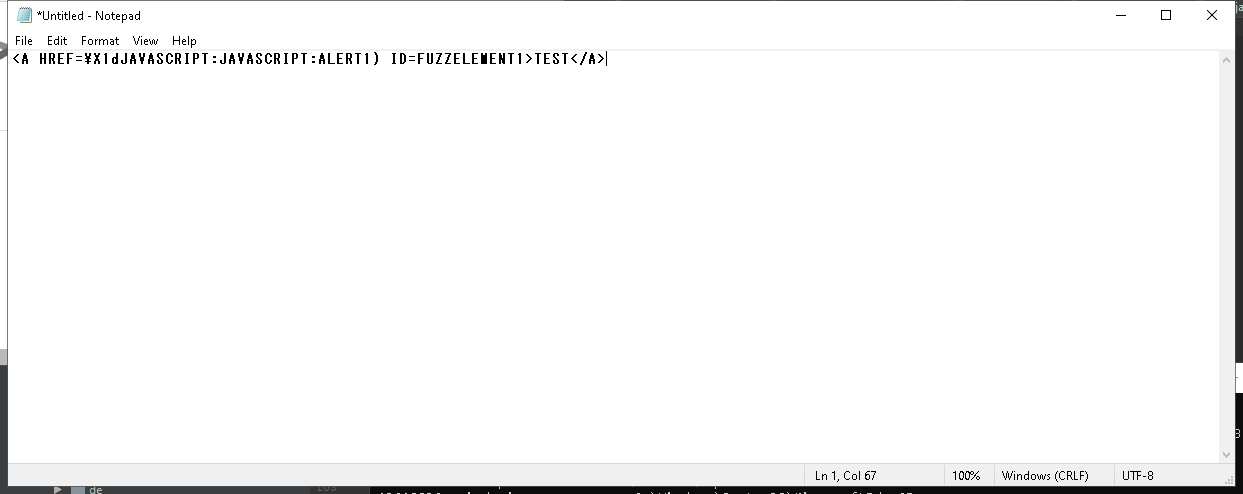 *Untitled - Notepad
File Edit Format View Help
<A HREF=¥X1dJAVASCRIPT:JAVASCRIPT:ALERT1) ID=FUZZELEMENT1>TEST</A>
Ln 1, Col 67 100% Windows (CRLF) UTF-8
de